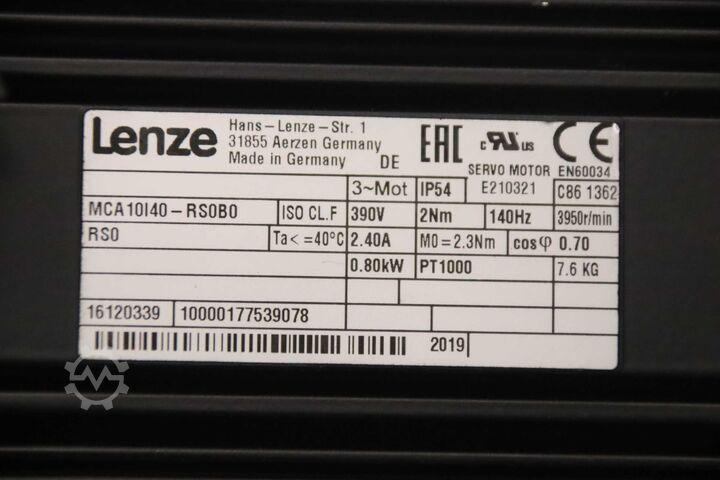 Lenze
Hans-Lenze-Str. 1
31855 Aerzen Germany
Made in Germany DE
EAC c RU us CE
SERVO MOTOR EN60034
3~Mot IP54 E210321 C86 1362
MCA10I40-RS0B0 ISO CL.F 390V 2Nm 140Hz 3950r/min
RS0 Ta<=40°C 2.40A M0=2.3Nm cosφ 0.70
0.80kW PT1000 7.6 KG
16120339 10000177539078
2019